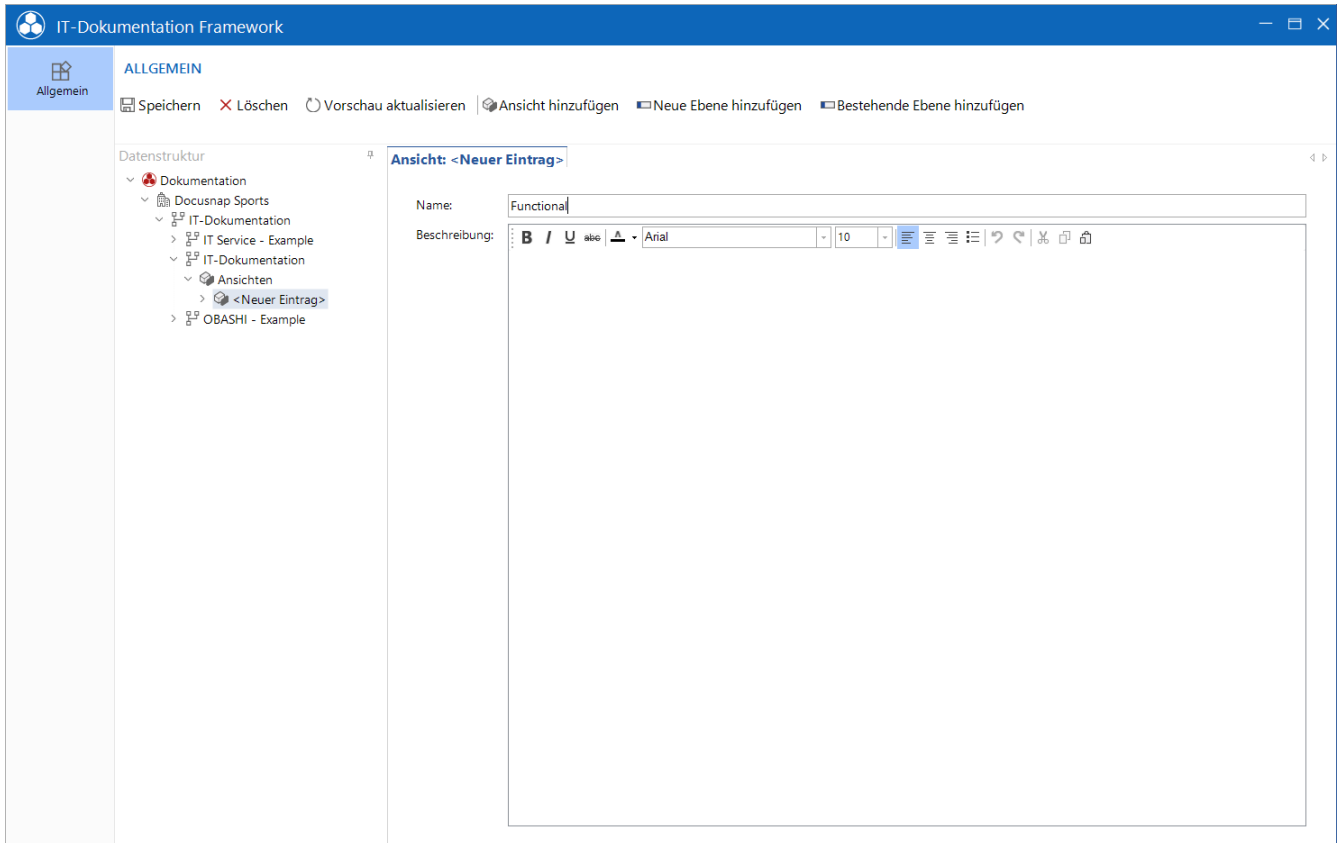 IT-Dokumentation Framework
Allgemein
ALLGEMEIN
Speichern Löschen Vorschau aktualisieren Ansicht hinzufügen Neue Ebene hinzufügen Bestehende Ebene hinzufügen
Datenstruktur
Dokumentation
Docusnap Sports
IT-Dokumentation
IT Service - Example
IT-Dokumentation
Ansichten
<Neuer Eintrag>
OBASHI - Example
Ansicht: <Neuer Eintrag>
Name: Functional
Beschreibung: B I U abc A Arial 10